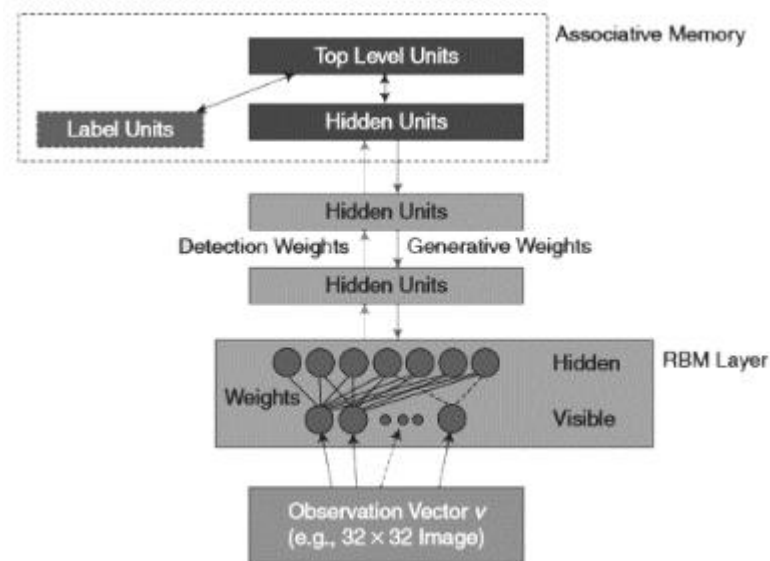 Associative Memory
Top Level Units
Label Units
Hidden Units
Hidden Units
Detection Weights
Generative Weights
Hidden Units
RBM Layer
Hidden
Weights
Visible
Observation Vector v
(e.g., 32 × 32 Image)